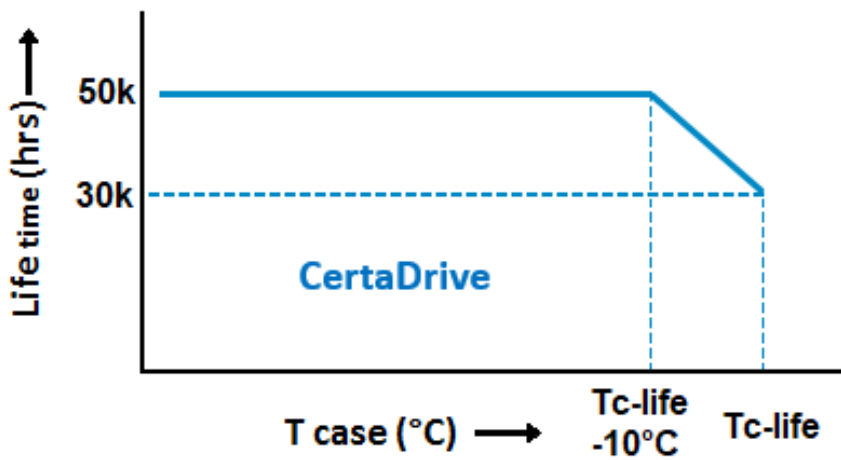 Life time (hrs)
50k
30k
CertaDrive
T case (°C)
Tc-life
-10°C
Tc-life